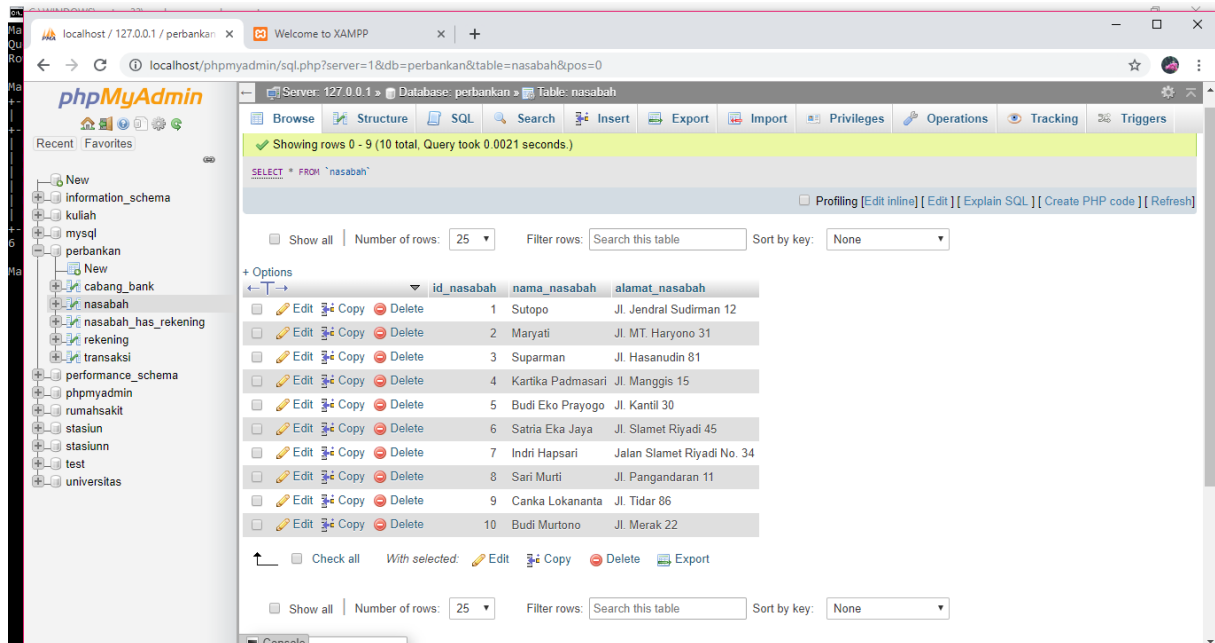 C:\WINDOWS\
Ma
Qu
Ro
Ma
6
Ma
localhost / 127.0.0.1 / perbankan
Welcome to XAMPP
localhost/phpmyadmin/sql.php?server=1&db=perbankan&table=nasabah&pos=0
phpMyAdmin
Recent Favorites
New
information_schema
kuliah
mysql
perbankan
New
cabang_bank
nasabah
nasabah_has_rekening
rekening
transaksi
performance_schema
phpmyadmin
rumahsakit
stasiun
stasiunn
test
universitas
Server: 127.0.0.1 » Database: perbankan » Table: nasabah
Browse Structure SQL Search Insert Export Import Privileges Operations Tracking Triggers
Showing rows 0 - 9 (10 total, Query took 0.0021 seconds.)
SELECT * FROM `nasabah`
Profiling [Edit inline] [ Edit ] [ Explain SQL ] [ Create PHP code ] [ Refresh]
Show all Number of rows: 25 Filter rows: Search this table Sort by key: None
+ Options
←T→ id_nasabah nama_nasabah alamat_nasabah
Edit Copy Delete 1 Sutopo Jl. Jendral Sudirman 12
Edit Copy Delete 2 Maryati Jl. MT. Haryono 31
Edit Copy Delete 3 Suparman Jl. Hasanudin 81
Edit Copy Delete 4 Kartika Padmasari Jl. Manggis 15
Edit Copy Delete 5 Budi Eko Prayogo Jl. Kantil 30
Edit Copy Delete 6 Satria Eka Jaya Jl. Slamet Riyadi 45
Edit Copy Delete 7 Indri Hapsari Jalan Slamet Riyadi No. 34
Edit Copy Delete 8 Sari Murti Jl. Pangandaran 11
Edit Copy Delete 9 Canka Lokananta Jl. Tidar 86
Edit Copy Delete 10 Budi Murtono Jl. Merak 22
Check all With selected: Edit Copy Delete Export
Show all Number of rows: 25 Filter rows: Search this table Sort by key: None
Console